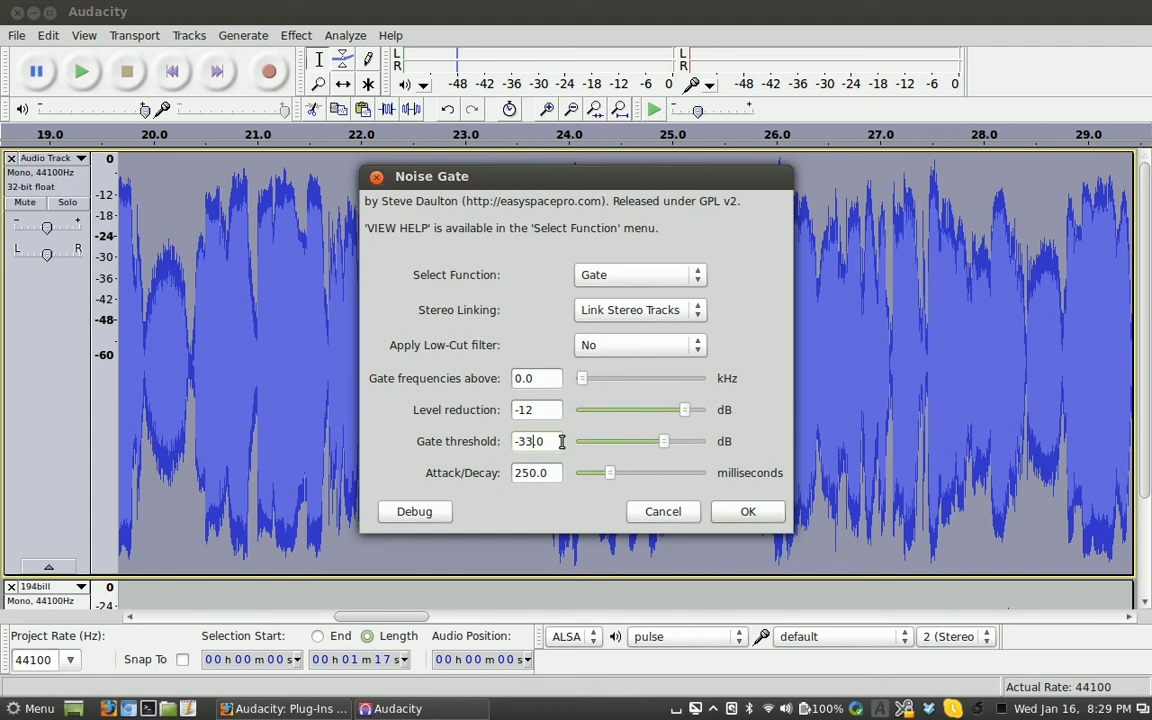 Audacity
File Edit View Transport Tracks Generate Effect Analyze Help
L
R
-48 -42 -36 -30 -24 -18 -12 -6 0
L
R
-48 -42 -36 -30 -24 -18 -12 -6 0
19.0 20.0 21.0 22.0 23.0 24.0 25.0 26.0 27.0 28.0 29.0
Audio Track
Mono, 44100Hz
32-bit float
Mute Solo
- +
L R
0
-12
-18
-24
-30
-36
-42
-48
-60
Noise Gate
by Steve Daulton (http://easyspacepro.com). Released under GPL v2.
'VIEW HELP' is available in the 'Select Function' menu.
Select Function: Gate
Stereo Linking: Link Stereo Tracks
Apply Low-Cut filter: No
Gate frequencies above: 0.0 kHz
Level reduction: -12 dB
Gate threshold: -33.0 dB
Attack/Decay: 250.0 milliseconds
Debug Cancel OK
194bill
Mono, 44100Hz
0
-24
Project Rate (Hz): Selection Start: End Length Audio Position:
44100 Snap To 00 h 00 m 00 s 00 h 01 m 17 s 00 h 00 m 00 s
ALSA pulse default 2 (Stereo
Actual Rate: 44100
Menu Audacity: Plug-Ins ... Audacity 100% Wed Jan 16, 8:29 PM